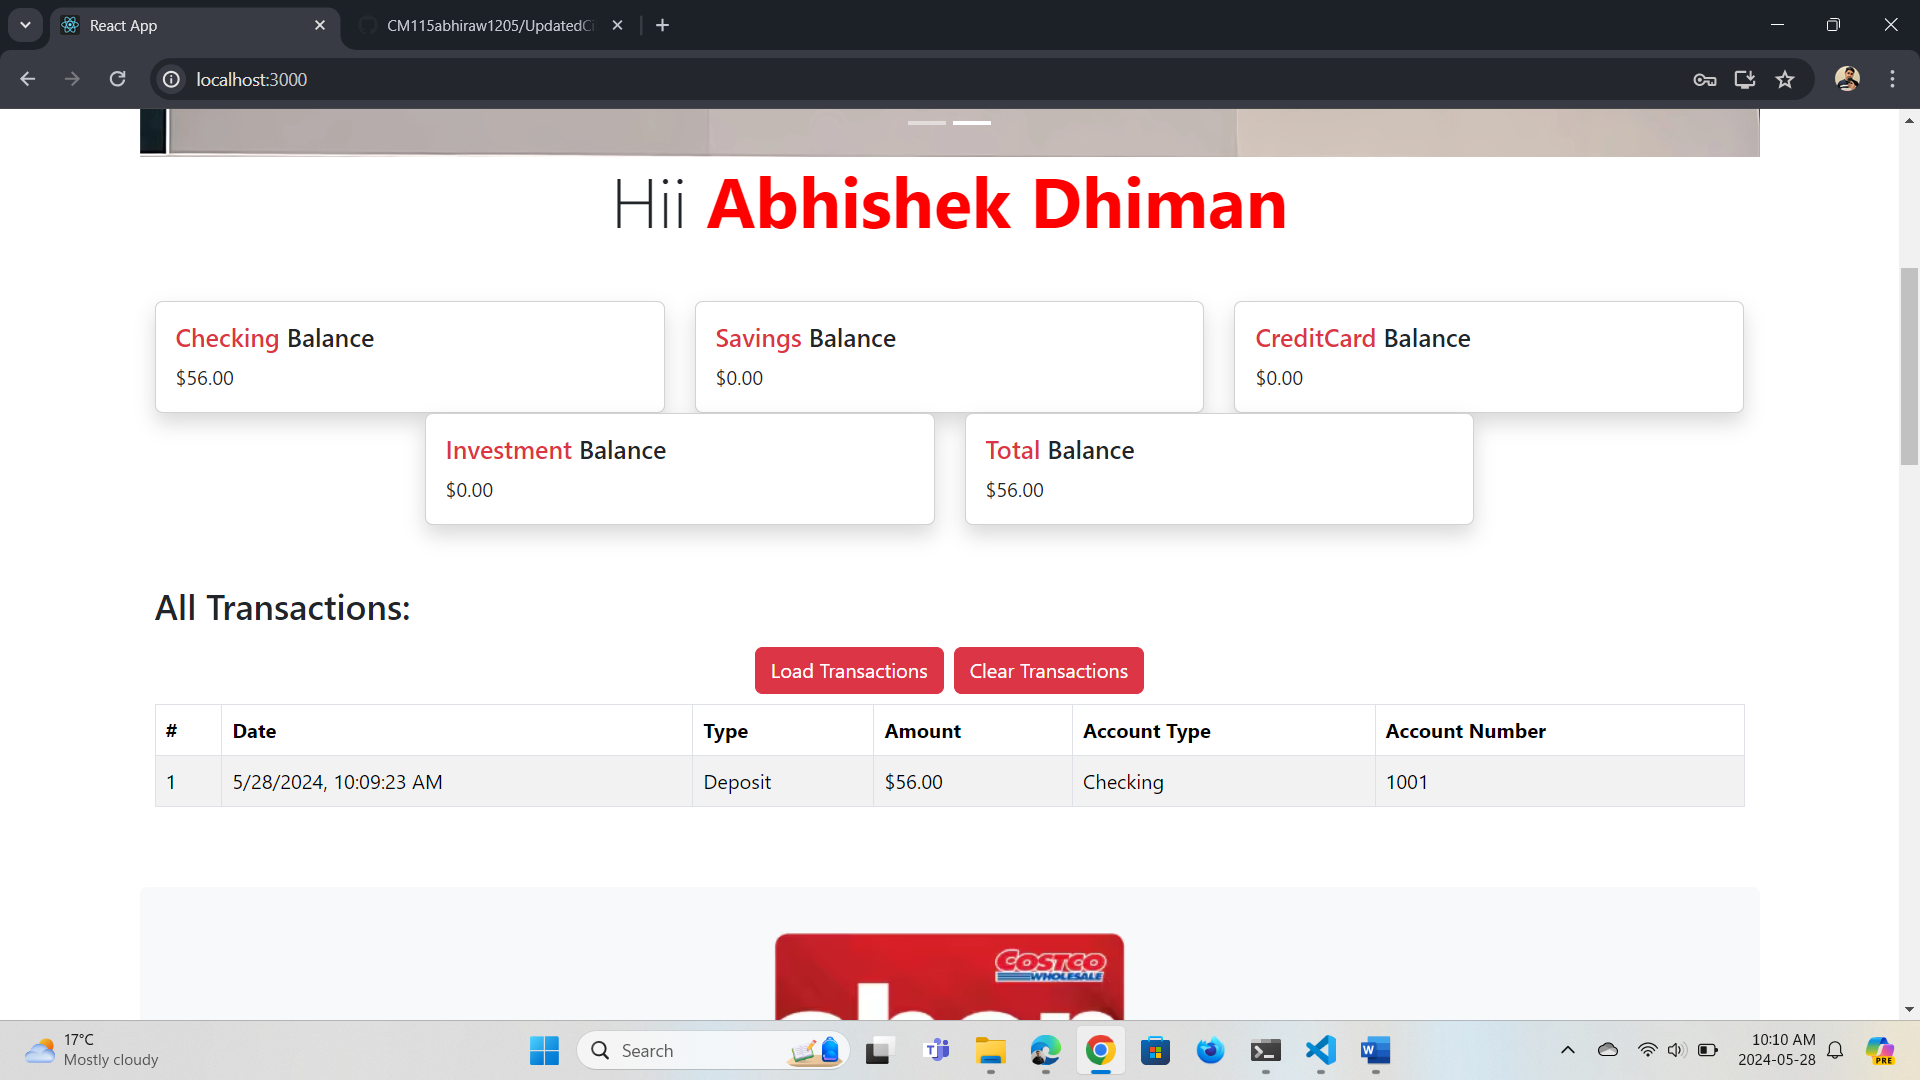 React App
CM115abhiraw1205/UpdatedCi
localhost:3000
Hii Abhishek Dhiman
Checking Balance
$56.00
Savings Balance
$0.00
CreditCard Balance
$0.00
Investment Balance
$0.00
Total Balance
$56.00
All Transactions:
Load Transactions
Clear Transactions
# Date Type Amount Account Type Account Number
1 5/28/2024, 10:09:23 AM Deposit $56.00 Checking 1001
COSTCO
WHOLESALE
17°C
Mostly cloudy
Search
10:10 AM
2024-05-28
PRE